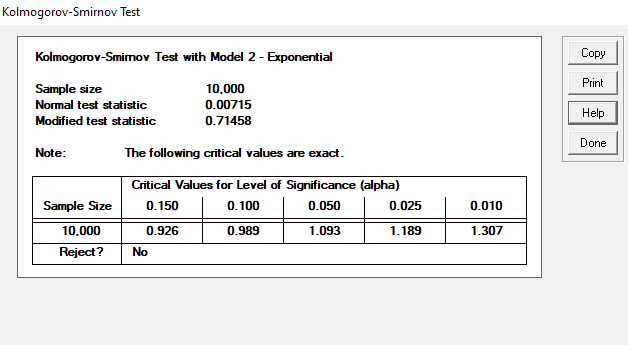 Kolmogorov-Smirnov Test
Kolmogorov-Smirnov Test with Model 2 - Exponential
Sample size 10,000
Normal test statistic 0.00715
Modified test statistic 0.71458
Note: The following critical values are exact.
Critical Values for Level of Significance (alpha)
Sample Size 0.150 0.100 0.050 0.025 0.010
10,000 0.926 0.989 1.093 1.189 1.307
Reject? No
Copy
Print
Help
Done